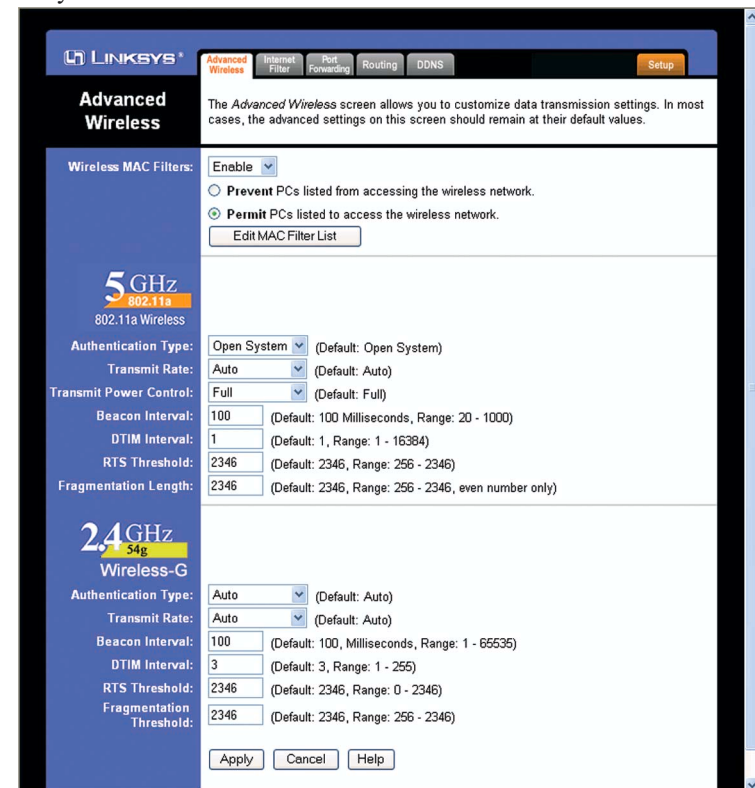 LINKSYS®
Advanced Wireless
Internet Filter
Port Forwarding
Routing
DDNS
Setup
Advanced
Wireless
The Advanced Wireless screen allows you to customize data transmission settings. In most
cases, the advanced settings on this screen should remain at their default values.
Wireless MAC Filters: Enable
Prevent PCs listed from accessing the wireless network.
Permit PCs listed to access the wireless network.
Edit MAC Filter List
5 GHz
802.11a
802.11a Wireless
Authentication Type: Open System (Default: Open System)
Transmit Rate: Auto (Default: Auto)
Transmit Power Control: Full (Default: Full)
Beacon Interval: 100 (Default: 100 Milliseconds, Range: 20 - 1000)
DTIM Interval: 1 (Default: 1, Range: 1 - 16384)
RTS Threshold: 2346 (Default: 2346, Range: 256 - 2346)
Fragmentation Length: 2346 (Default: 2346, Range: 256 - 2346, even number only)
2.4 GHz
54g
Wireless-G
Authentication Type: Auto (Default: Auto)
Transmit Rate: Auto (Default: Auto)
Beacon Interval: 100 (Default: 100, Milliseconds, Range: 1 - 65535)
DTIM Interval: 3 (Default: 3, Range: 1 - 255)
RTS Threshold: 2346 (Default: 2346, Range: 0 - 2346)
Fragmentation
Threshold: 2346 (Default: 2346, Range: 256 - 2346)
Apply Cancel Help